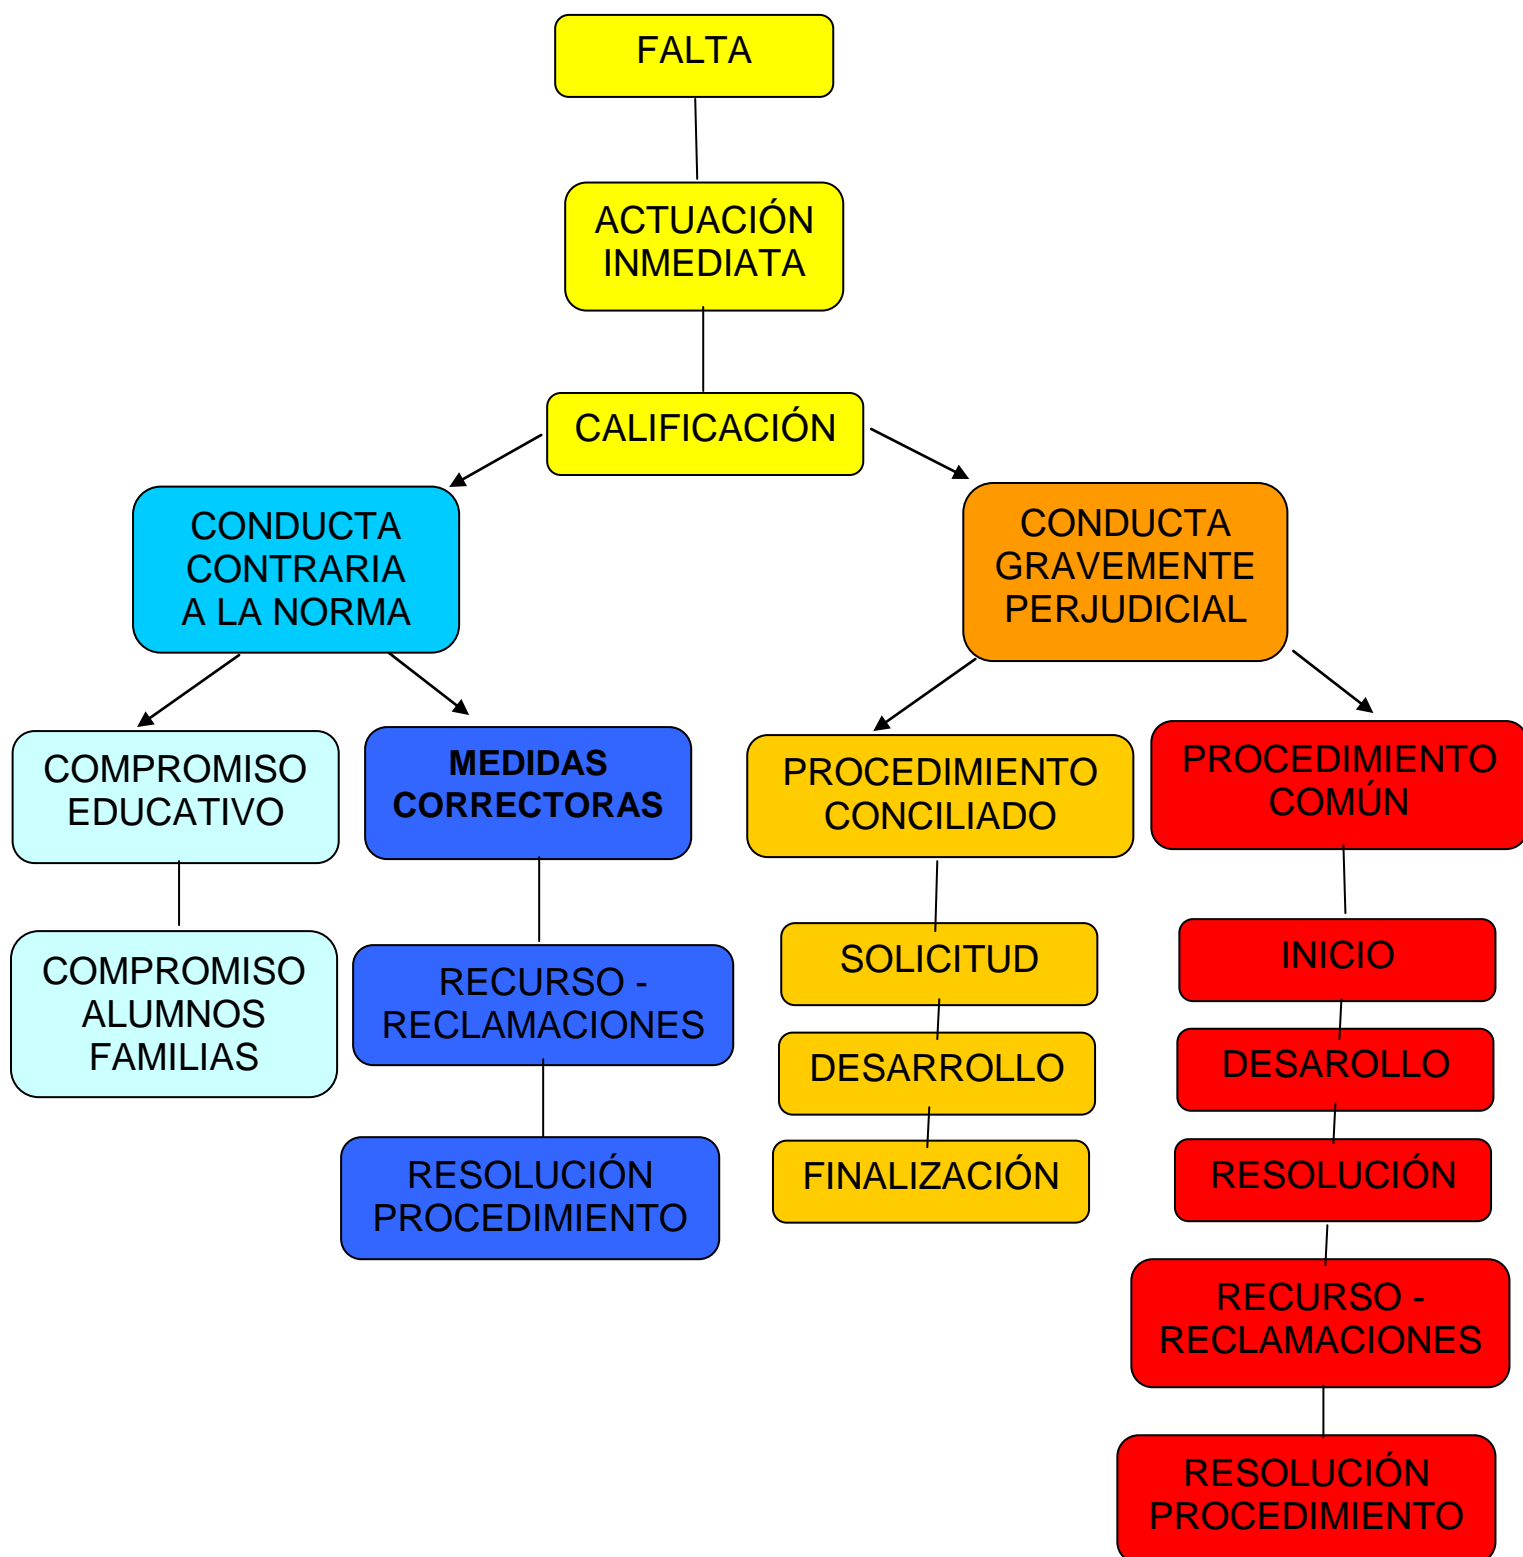 FALTA
ACTUACIÓN
INMEDIATA
CALIFICACIÓN
CONDUCTA
CONTRARIA
A LA NORMA
CONDUCTA
GRAVEMENTE
PERJUDICIAL
COMPROMISO
EDUCATIVO
MEDIDAS
CORRECTORAS
PROCEDIMIENTO
CONCILIADO
PROCEDIMIENTO
COMÚN
COMPROMISO
ALUMNOS
FAMILIAS
RECURSO -
RECLAMACIONES
RESOLUCIÓN
PROCEDIMIENTO
SOLICITUD
DESARROLLO
FINALIZACIÓN
INICIO
DESAROLLO
RESOLUCIÓN
RECURSO -
RECLAMACIONES
RESOLUCIÓN
PROCEDIMIENTO